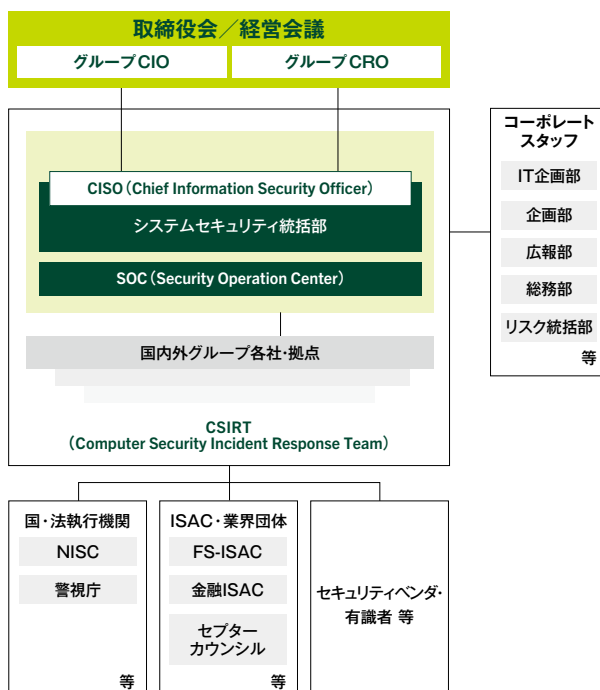 取締役会／経営会議
グループCIO
グループCRO
CISO（Chief Information Security Officer）
システムセキュリティ統括部
SOC（Security Operation Center）
国内外グループ各社・拠点
CSIRT
（Computer Security Incident Response Team）
コーポレート
スタッフ
IT企画部
企画部
広報部
総務部
リスク統括部
等
国・法執行機関
NISC
警視庁
等
ISAC・業界団体
FS-ISAC
金融ISAC
セプター
カウンシル
等
セキュリティベンダ・
有識者 等